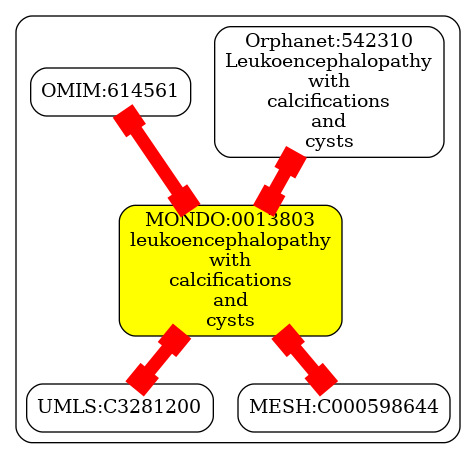 Orphanet:542310
Leukoencephalopathy
with
calcifications
and
cysts
OMIM:614561
MONDO:0013803
leukoencephalopathy
with
calcifications
and
cysts
UMLS:C3281200
MESH:C000598644